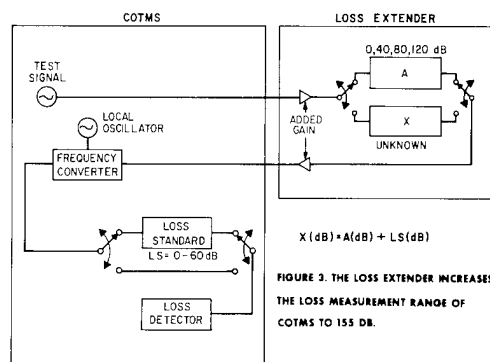 COTMS
LOSS EXTENDER
TEST
SIGNAL
0,40,80,120 dB
A
LOCAL
OSCILLATOR
ADDED
GAIN
X
UNKNOWN
FREQUENCY
CONVERTER
LOSS
STANDARD
LS= 0-60 dB
LOSS
DETECTOR
X(dB)=A(dB) + LS(dB)
FIGURE 3. THE LOSS EXTENDER INCREASES
THE LOSS MEASUREMENT RANGE OF
COTMS TO 155 DB.